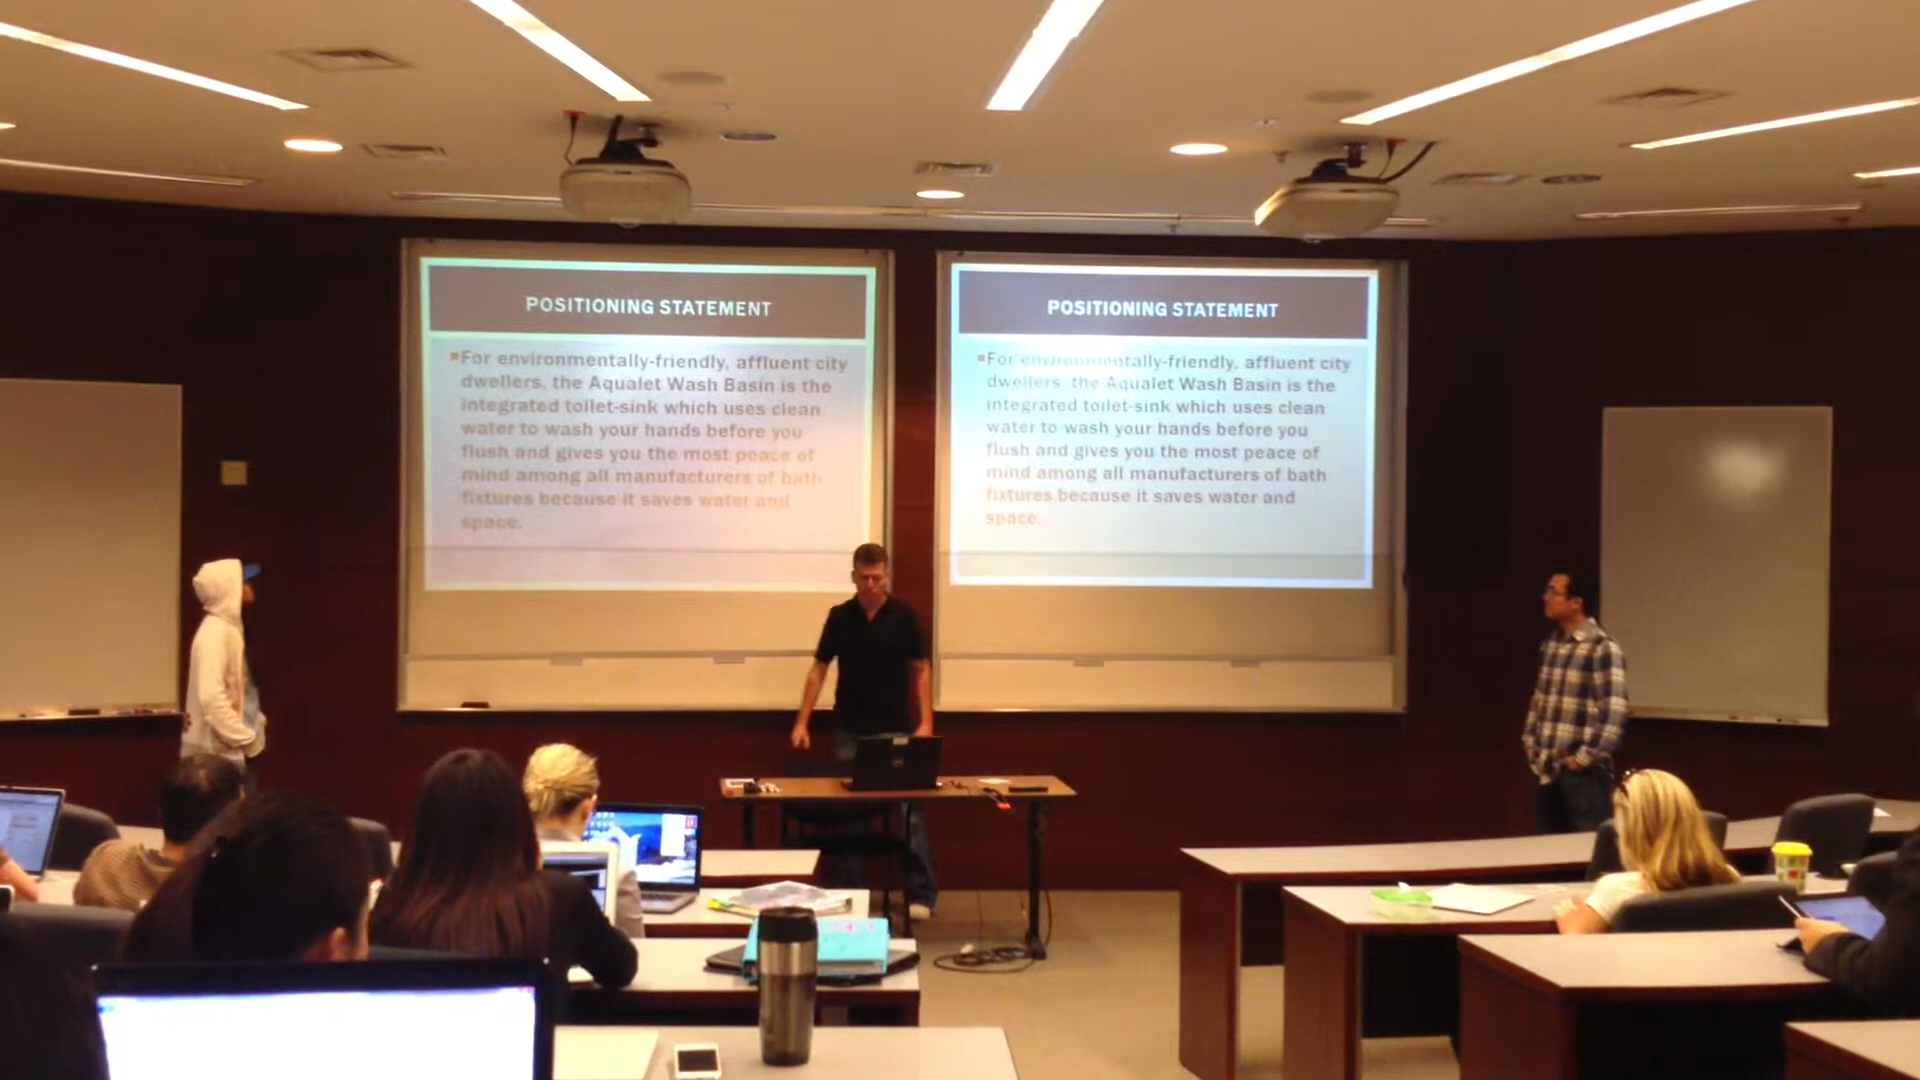 POSITIONING STATEMENT
▪For environmentally-friendly, affluent city
dwellers, the Aqualet Wash Basin is the
integrated toilet-sink which uses clean
water to wash your hands before you
flush and gives you the most peace of
mind among all manufacturers of bath
fixtures because it saves water and
space.
POSITIONING STATEMENT
▪For environmentally-friendly, affluent city
dwellers, the Aqualet Wash Basin is the
integrated toilet-sink which uses clean
water to wash your hands before you
flush and gives you the most peace of
mind among all manufacturers of bath
fixtures because it saves water and
space.